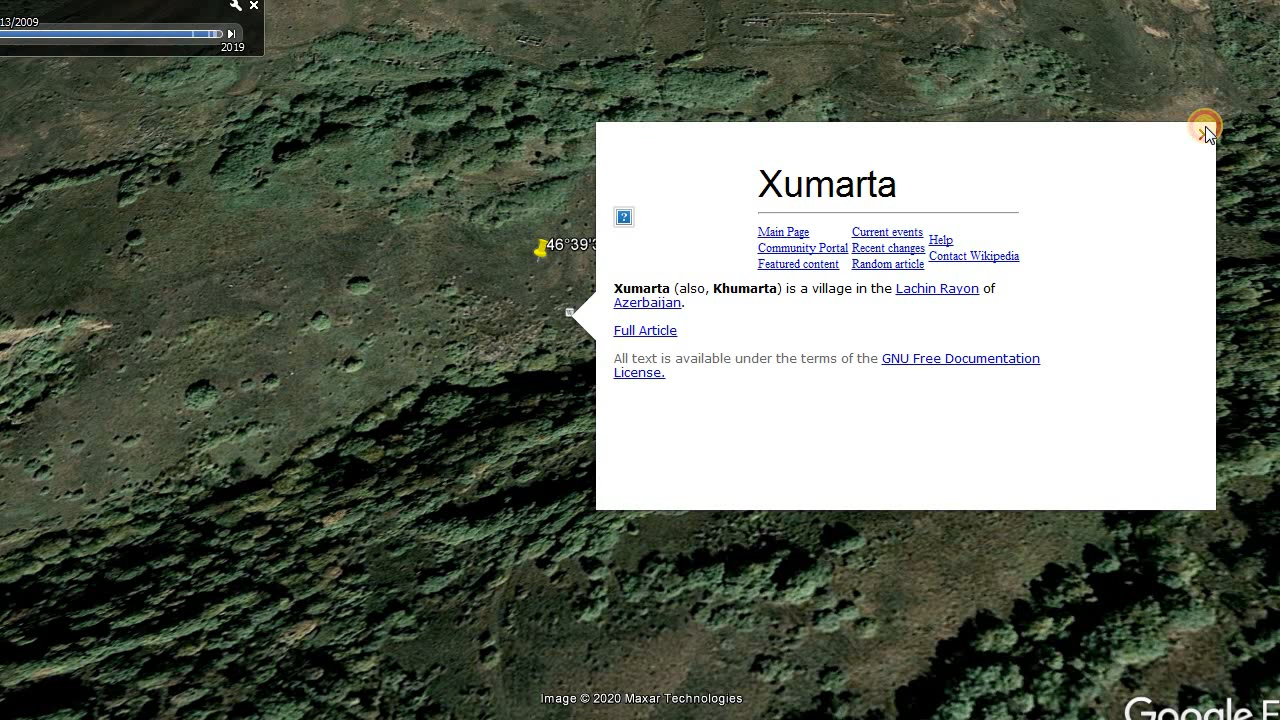 13/2009
2019
Xumarta
Main Page Current events Help
Community Portal Recent changes Contact Wikipedia
Featured content Random article
46°39'3
Xumarta (also, Khumarta) is a village in the Lachin Rayon of
Azerbaijan.
Full Article
All text is available under the terms of the GNU Free Documentation
License.
Image © 2020 Maxar Technologies
Google E